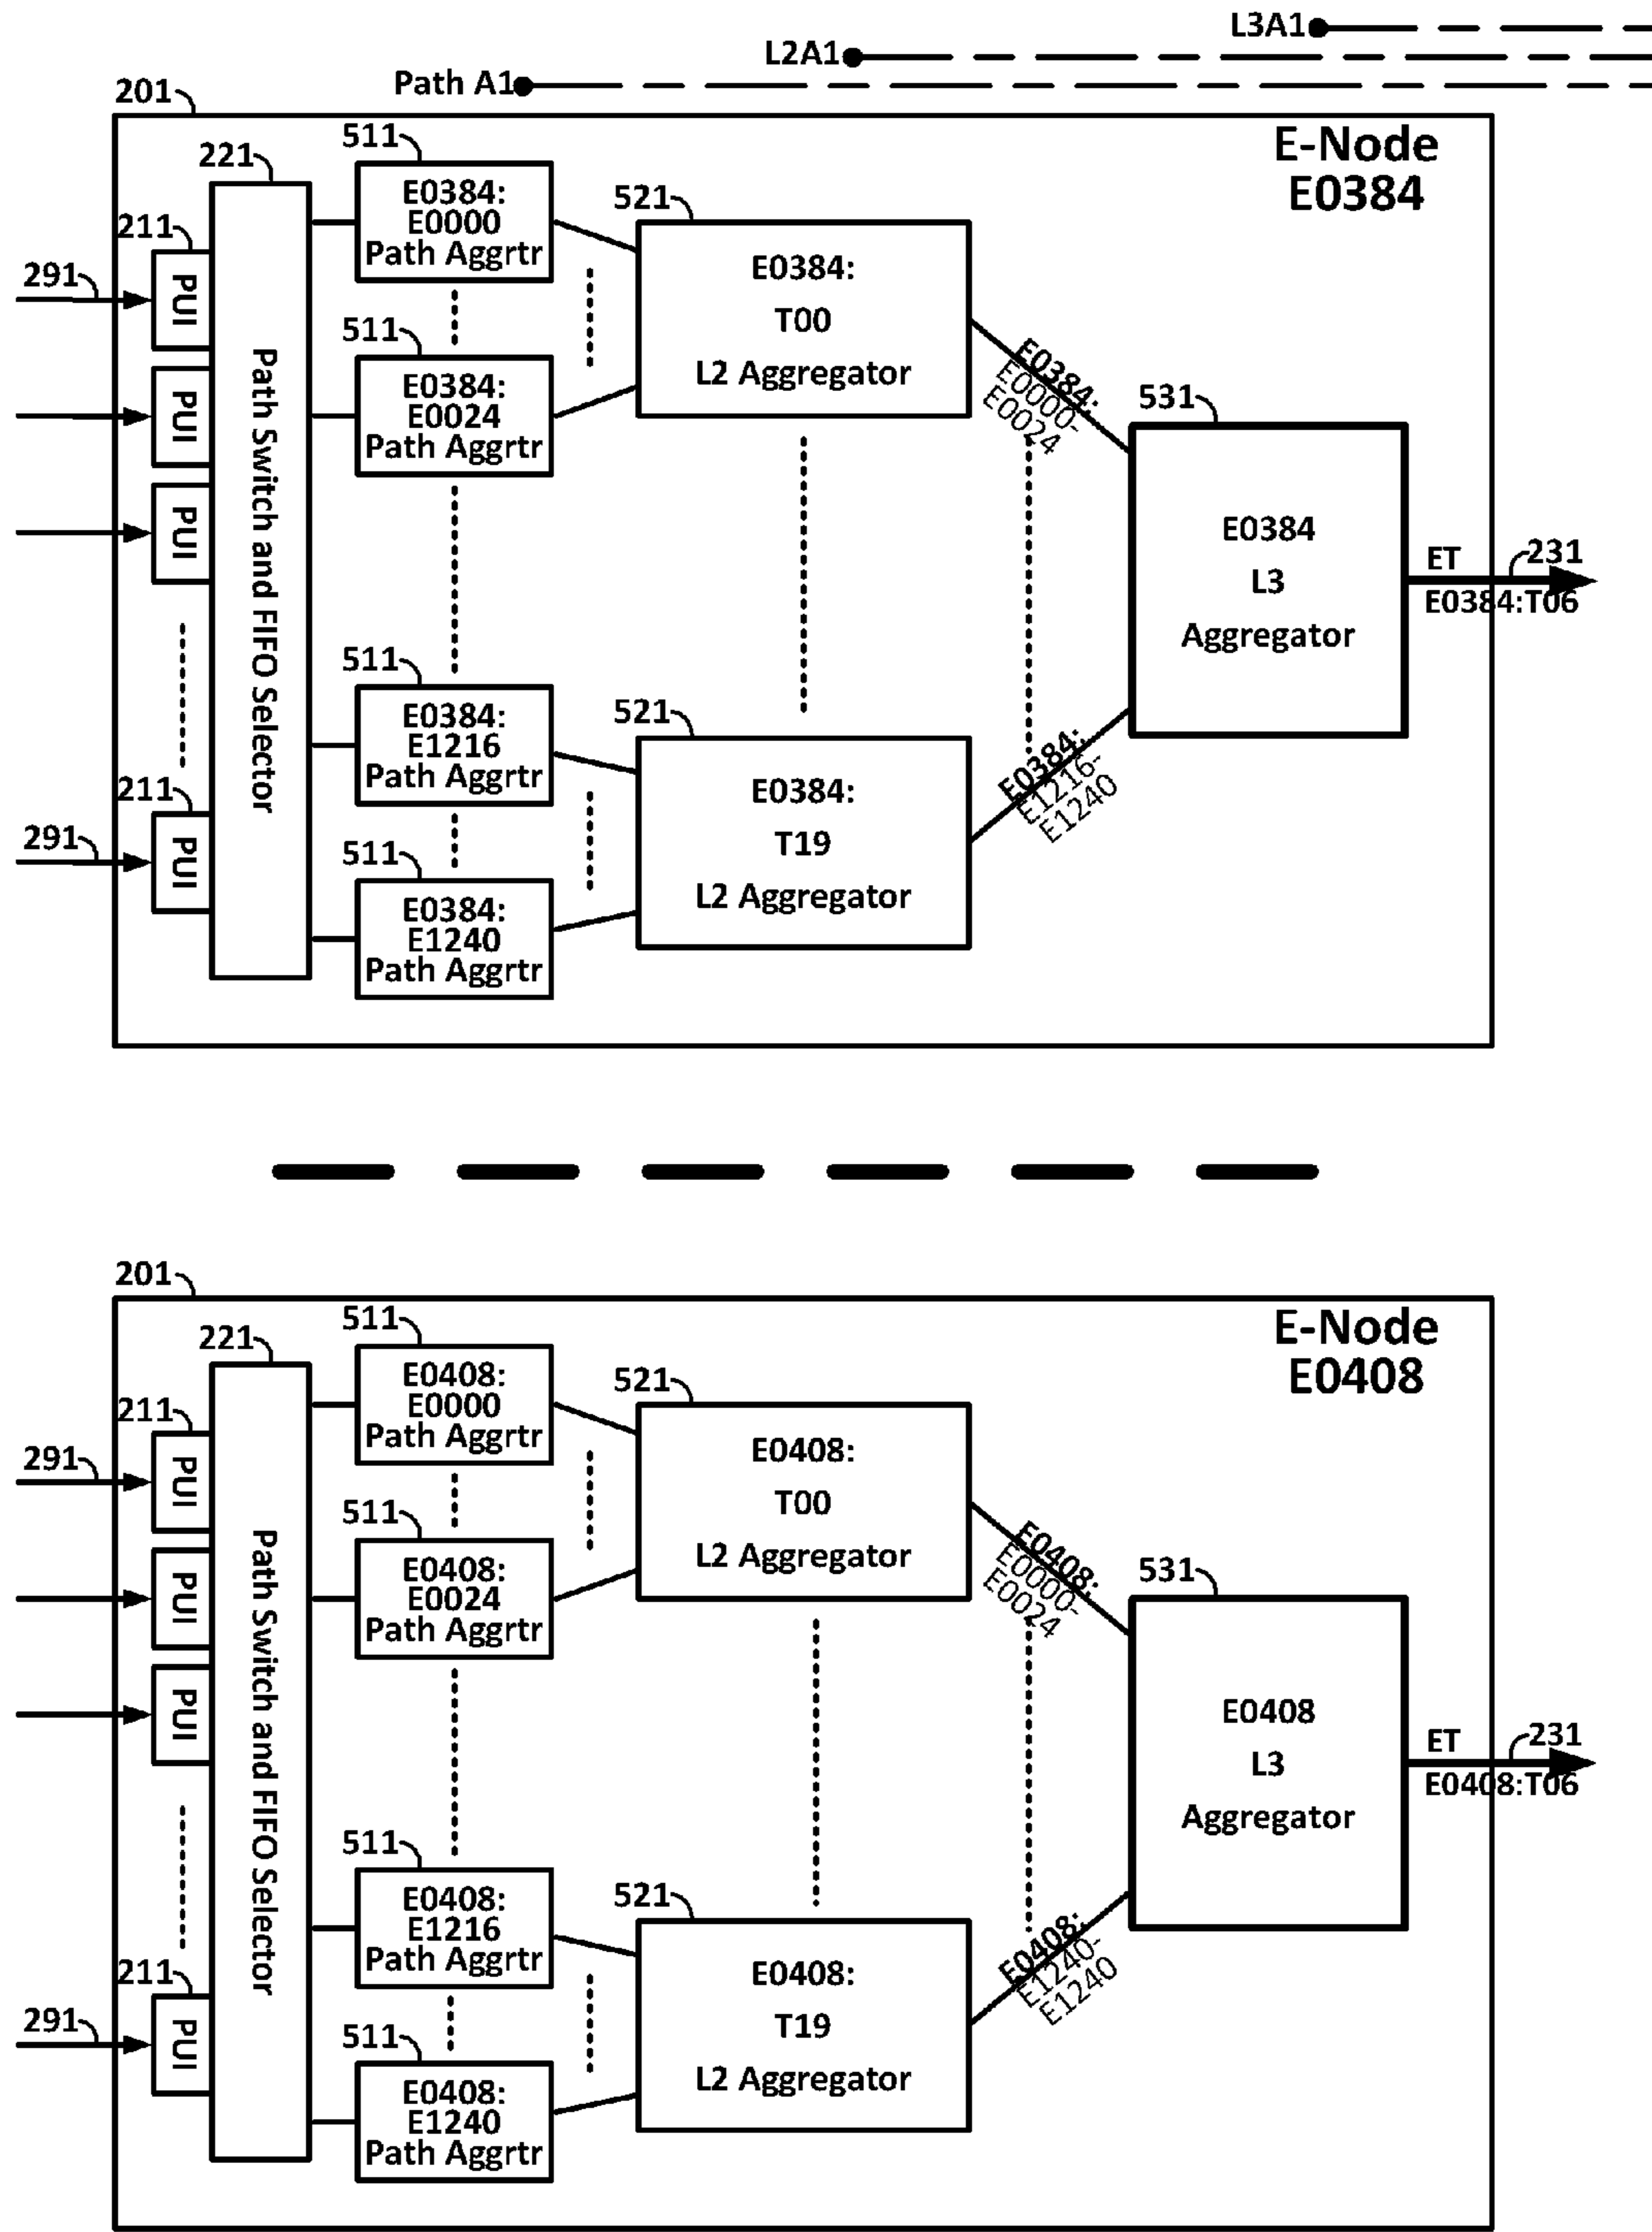 L3A1
L2A1
Path A1
201
E-Node
E0384
511
221
E0384:
E0000
Path Aggrtr
521
211
291
PUI
E0384:
T00
L2 Aggregator
511
E0384:
E0024
Path Aggrtr
PUI
E0384:
E0000-
E0024
531
PUI
Path Switch and FIFO Selector
E0384
L3
Aggregator
ET
231
E0384:T06
511
E0384:
E1216
Path Aggrtr
521
E0384:
T19
L2 Aggregator
E0384:
E1216-
E1240
211
291
PUI
511
E0384:
E1240
Path Aggrtr
201
E-Node
E0408
511
221
E0408:
E0000
Path Aggrtr
521
211
291
PUI
E0408:
T00
L2 Aggregator
511
E0408:
E0024
Path Aggrtr
PUI
E0408:
E0000-
E0024
531
PUI
Path Switch and FIFO Selector
E0408
L3
Aggregator
ET
231
E0408:T06
511
E0408:
E1216
Path Aggrtr
521
E0408:
T19
L2 Aggregator
E0408:
E1240-
E1240
211
291
PUI
511
E0408:
E1240
Path Aggrtr